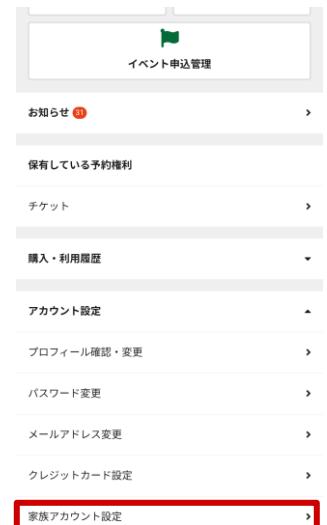 イベント申込管理
お知らせ 31
保有している予約権利
チケット
購入・利用履歴
アカウント設定
プロフィール確認・変更
パスワード変更
メールアドレス変更
クレジットカード設定
家族アカウント設定